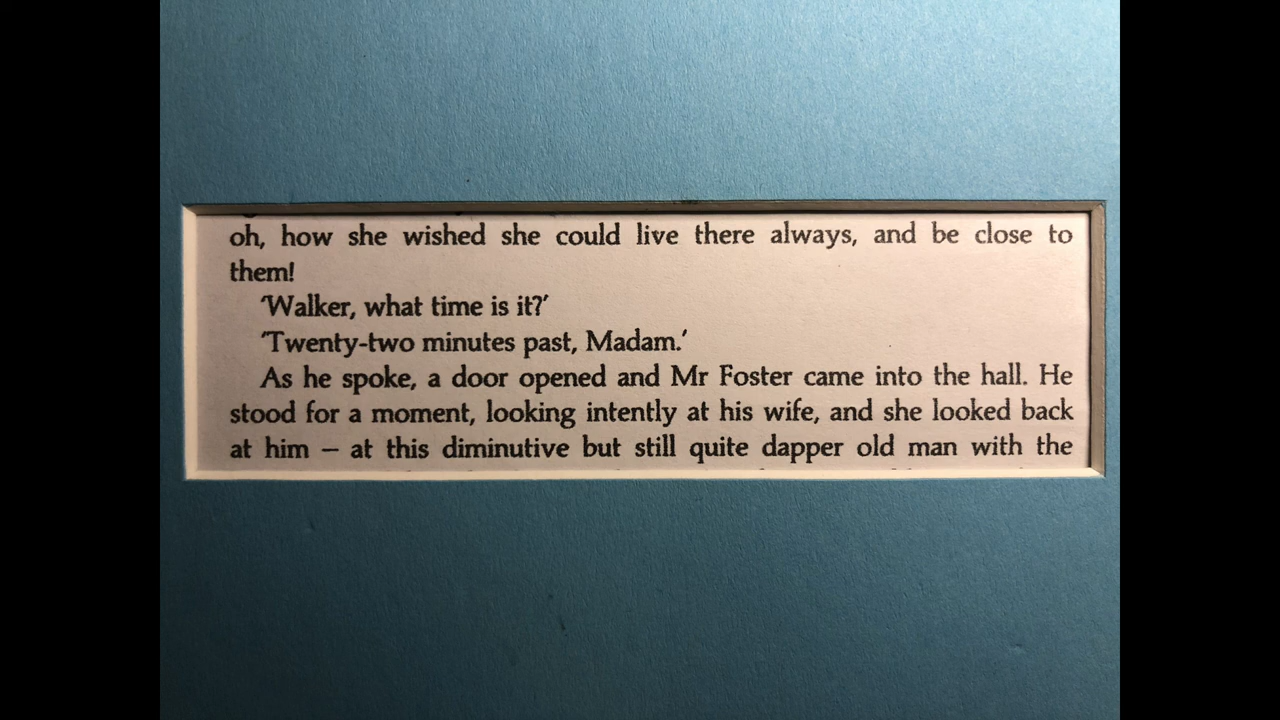 oh, how she wished she could live there always, and be close to
them!
‘Walker, what time is it?’
‘Twenty-two minutes past, Madam.’
As he spoke, a door opened and Mr Foster came into the hall. He
stood for a moment, looking intently at his wife, and she looked back
at him – at this diminutive but still quite dapper old man with the